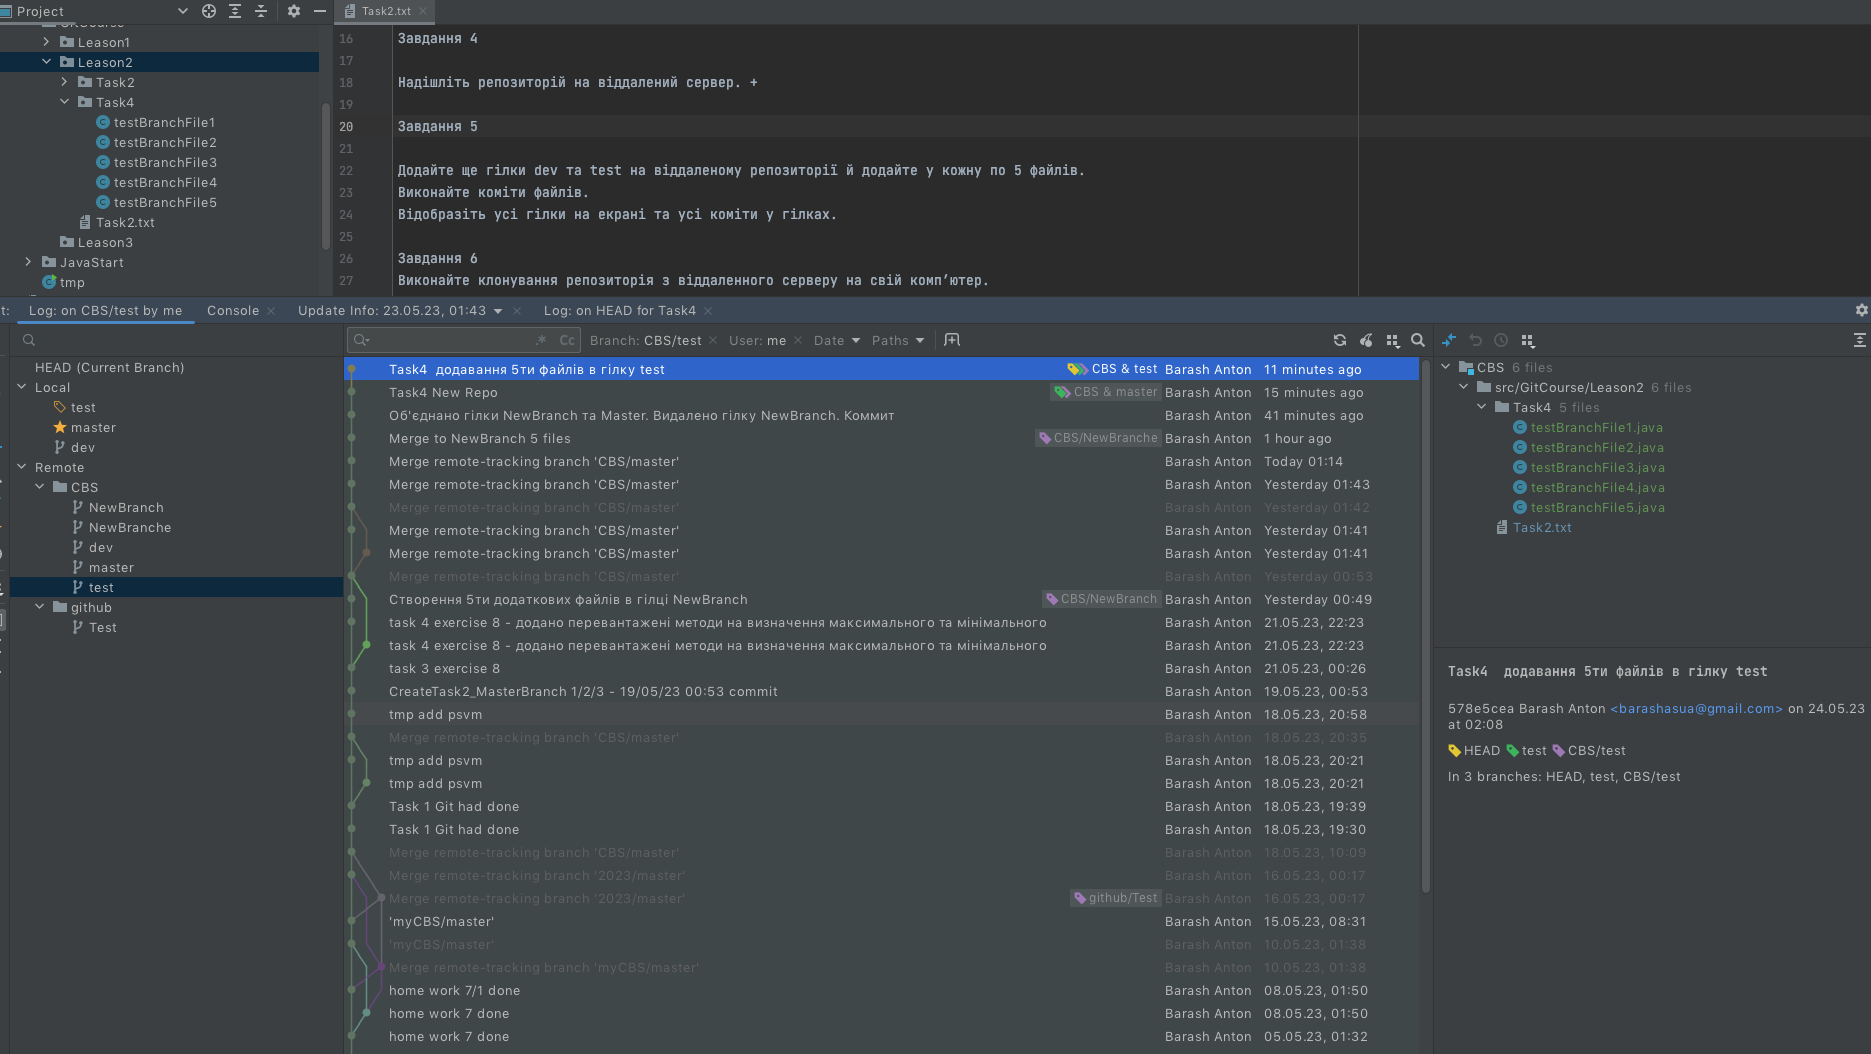 Project
Task2.txt
Leason1
Leason2
Task2
Task4
testBranchFile1
testBranchFile2
testBranchFile3
testBranchFile4
testBranchFile5
Task2.txt
Leason3
JavaStart
tmp
16 Завдання 4
17
18 Надішліть репозиторій на віддалений сервер. +
19
20 Завдання 5
21
22 Додайте ще гілки dev та test на віддаленому репозиторії й додайте у кожну по 5 файлів.
23 Виконайте коміти файлів.
24 Відобразіть усі гілки на екрані та усі коміти у гілках.
25
26 Завдання 6
27 Виконайте клонування репозиторія з віддаленного серверу на свій комп’ютер.
t: Log: on CBS/test by me Console Update Info: 23.05.23, 01:43 Log: on HEAD for Task4
HEAD (Current Branch)
Local
test
master
dev
Remote
CBS
NewBranch
NewBranche
dev
master
test
github
Test
.* Cc Branch: CBS/test User: me Date Paths
Task4 додавання 5ти файлів в гілку test CBS & test Barash Anton 11 minutes ago
Task4 New Repo CBS & master Barash Anton 15 minutes ago
Об'єднано гілки NewBranch та Master. Видалено гілку NewBranch. Коммит Barash Anton 41 minutes ago
Merge to NewBranch 5 files CBS/NewBranche Barash Anton 1 hour ago
Merge remote-tracking branch 'CBS/master' Barash Anton Today 01:14
Merge remote-tracking branch 'CBS/master' Barash Anton Yesterday 01:43
Merge remote-tracking branch 'CBS/master' Barash Anton Yesterday 01:42
Merge remote-tracking branch 'CBS/master' Barash Anton Yesterday 01:41
Merge remote-tracking branch 'CBS/master' Barash Anton Yesterday 01:41
Merge remote-tracking branch 'CBS/master' Barash Anton Yesterday 00:53
Створення 5ти додаткових файлів в гілці NewBranch CBS/NewBranch Barash Anton Yesterday 00:49
task 4 exercise 8 - додано перевантажені методи на визначення максимального та мінімального Barash Anton 21.05.23, 22:23
task 4 exercise 8 - додано перевантажені методи на визначення максимального та мінімального Barash Anton 21.05.23, 22:23
task 3 exercise 8 Barash Anton 21.05.23, 00:26
CreateTask2_MasterBranch 1/2/3 - 19/05/23 00:53 commit Barash Anton 19.05.23, 00:53
tmp add psvm Barash Anton 18.05.23, 20:58
Merge remote-tracking branch 'CBS/master' Barash Anton 18.05.23, 20:35
tmp add psvm Barash Anton 18.05.23, 20:21
tmp add psvm Barash Anton 18.05.23, 20:21
Task 1 Git had done Barash Anton 18.05.23, 19:39
Task 1 Git had done Barash Anton 18.05.23, 19:30
Merge remote-tracking branch 'CBS/master' Barash Anton 18.05.23, 10:09
Merge remote-tracking branch '2023/master' Barash Anton 16.05.23, 00:17
Merge remote-tracking branch '2023/master' github/Test Barash Anton 16.05.23, 00:17
'myCBS/master' Barash Anton 15.05.23, 08:31
'myCBS/master' Barash Anton 10.05.23, 01:38
Merge remote-tracking branch 'myCBS/master' Barash Anton 10.05.23, 01:38
home work 7/1 done Barash Anton 08.05.23, 01:50
home work 7 done Barash Anton 08.05.23, 01:50
home work 7 done Barash Anton 05.05.23, 01:32
CBS 6 files
src/GitCourse/Leason2 6 files
Task4 5 files
testBranchFile1.java
testBranchFile2.java
testBranchFile3.java
testBranchFile4.java
testBranchFile5.java
Task2.txt
Task4 додавання 5ти файлів в гілку test
578e5cea Barash Anton <barashasua@gmail.com> on 24.05.23
at 02:08
HEAD test CBS/test
In 3 branches: HEAD, test, CBS/test